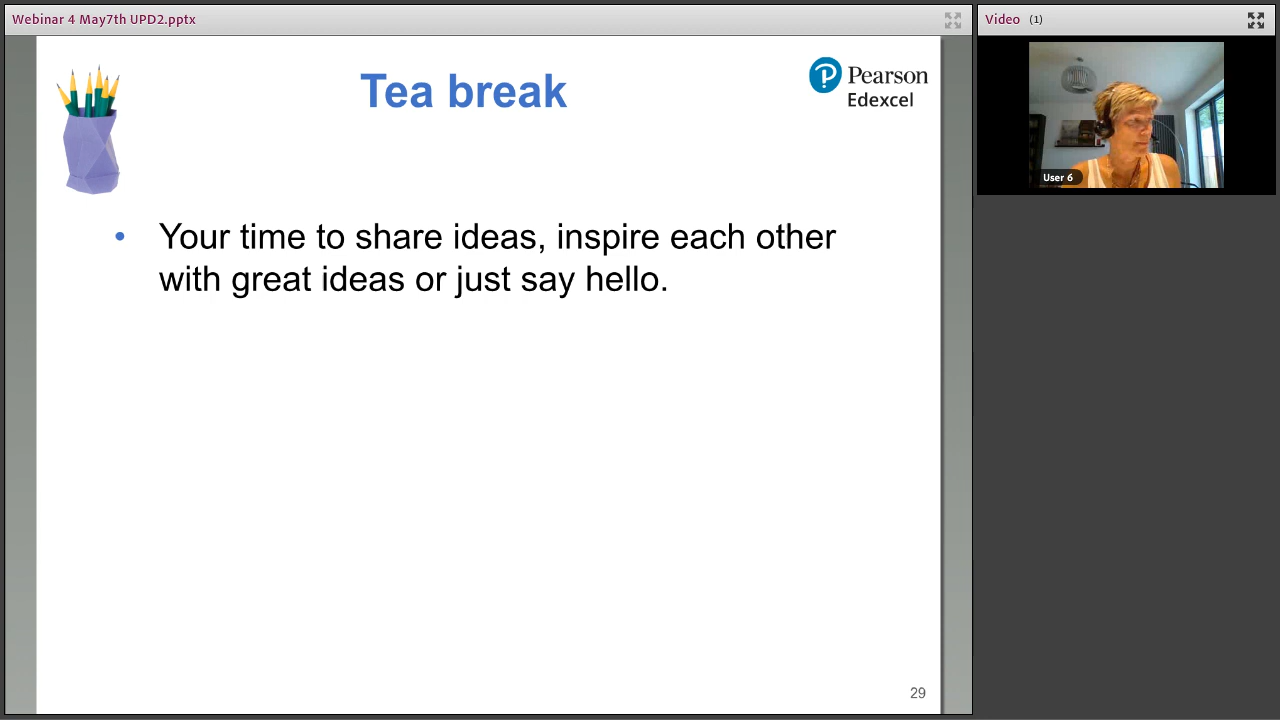 Webinar 4 May7th UPD2.pptx
Video (1)
Tea break
Pearson
Edexcel
User 6
• Your time to share ideas, inspire each other
with great ideas or just say hello.
29